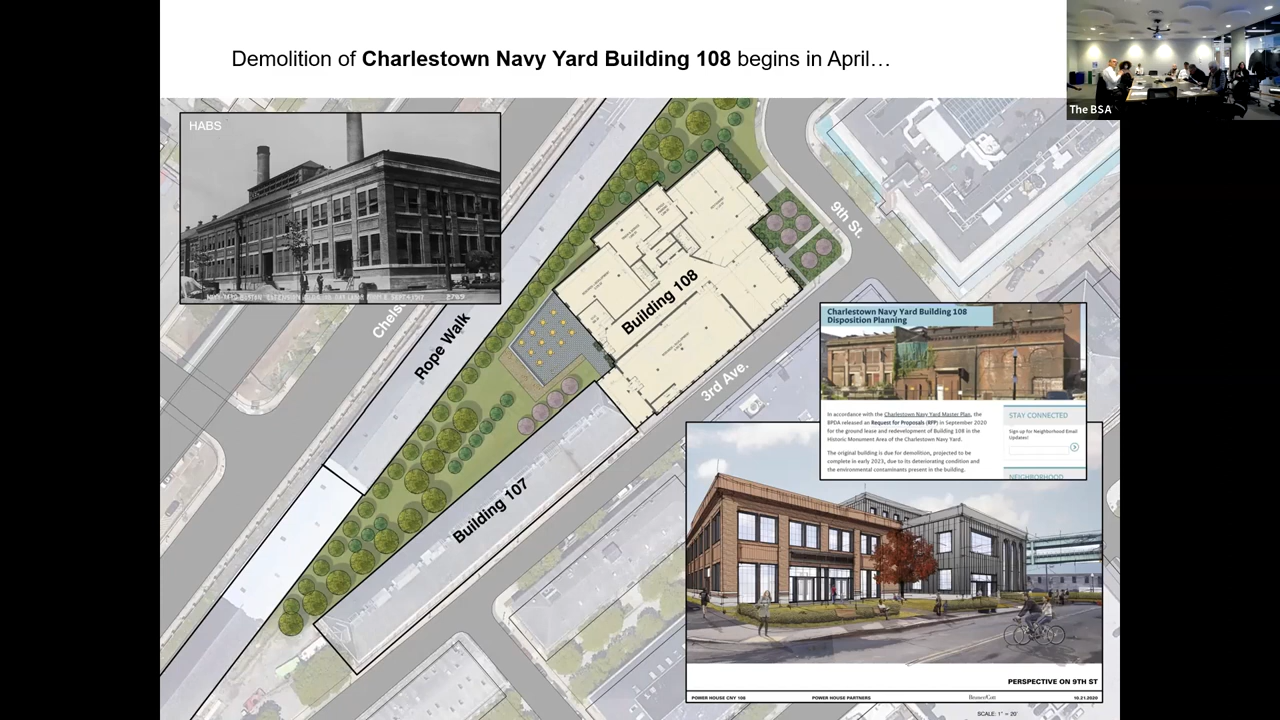 Demolition of Charlestown Navy Yard Building 108 begins in April…
The BSA
HABS
9th St.
Building 108
Rope Walk
3rd Ave.
Building 107
Charlestown Navy Yard Building 108
Disposition Planning
In accordance with the Charlestown Navy Yard Master Plan, the
BPDA released an Request for Proposals (RFP) in September 2020
for the ground lease and redevelopment of Building 108 in the
Historic Monument Area of the Charlestown Navy Yard.
The original building is due for demolition, projected to be
complete in early 2023, due to its deteriorating condition and
the environmental contaminants present in the building.
STAY CONNECTED
Sign up for Neighborhood Email
Updates!
NEIGHBORHOOD
PERSPECTIVE ON 9TH ST
POWER HOUSE CNY 108
POWER HOUSE PARTNERS
10.21.2020
SCALE: 1" = 20'